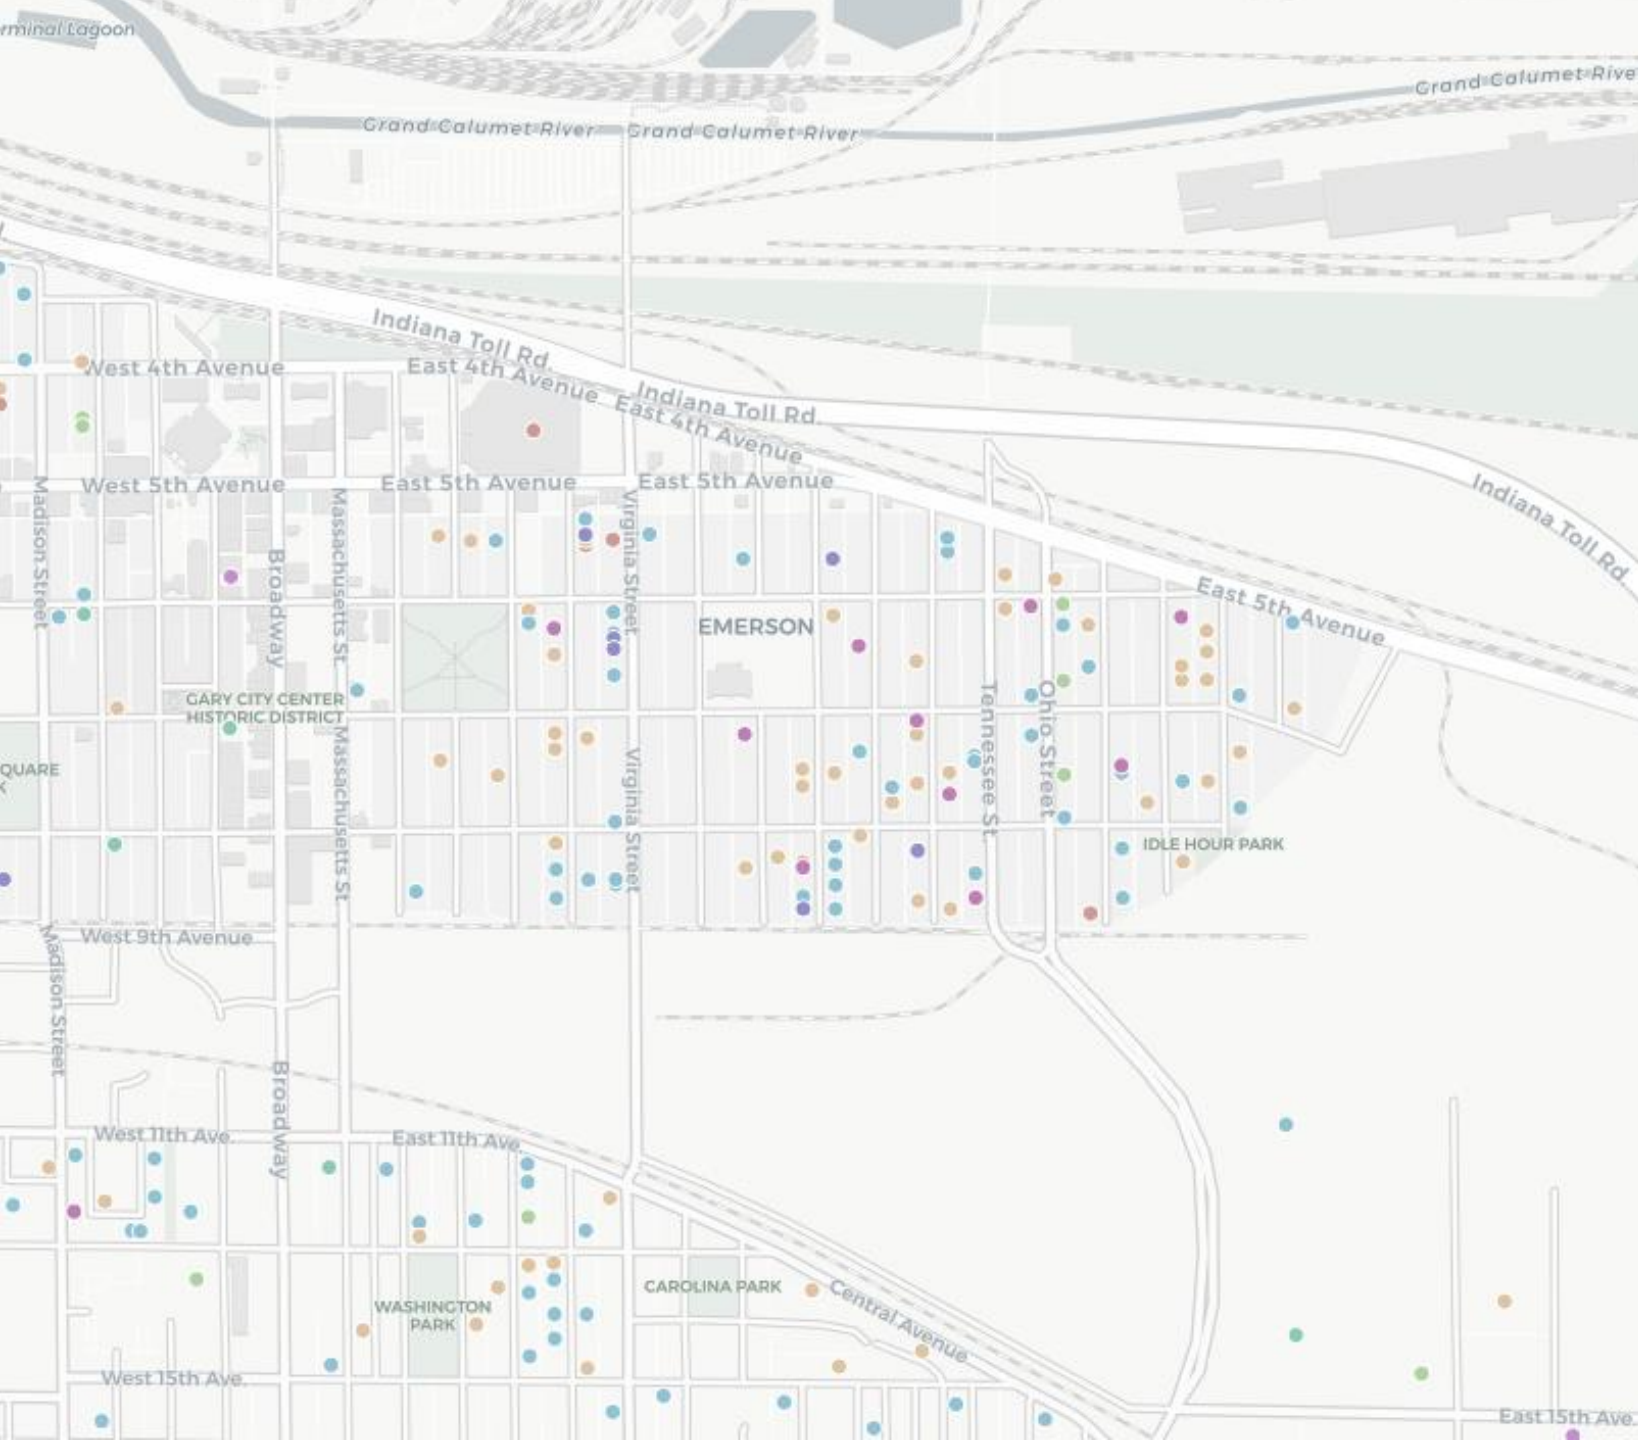 rminal Lagoon
Grand Calumet River
Grand Calumet River
Grand Calumet Rive
Indiana Toll Rd.
West 4th Avenue
East 4th Avenue
Indiana Toll Rd.
East 4th Avenue
West 5th Avenue
East 5th Avenue
East 5th Avenue
Indiana Toll Rd.
Madison Street
Massachusetts St.
Virginia Street
Broadway
East 5th Avenue
EMERSON
GARY CITY CENTER
HISTORIC DISTRICT
Tennessee St.
Ohio Street
QUARE
K
Massachusetts St
Virginia Street
IDLE HOUR PARK
West 9th Avenue
Madison Street
Broadway
West 11th Ave.
East 11th Ave.
WASHINGTON
PARK
CAROLINA PARK
Central Avenue
West 15th Ave.
East 15th Ave.